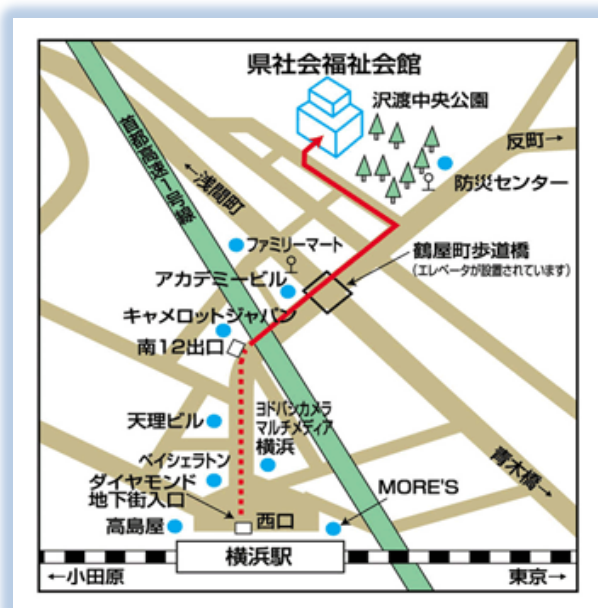 県社会福祉会館
沢渡中央公園
反町→
首都高速1号線
←浅間町
防災センター
ファミリーマート
鶴屋町歩道橋
(エレベータが設置されています)
アカデミービル
キャメロットジャパン
南12出口
ヨドバシカメラ
マルチメディア
横浜
天理ビル
ベイシェラトン
青木橋→
ダイヤモンド
地下街入口
MORE'S
高島屋
西口
横浜駅
←小田原
東京→